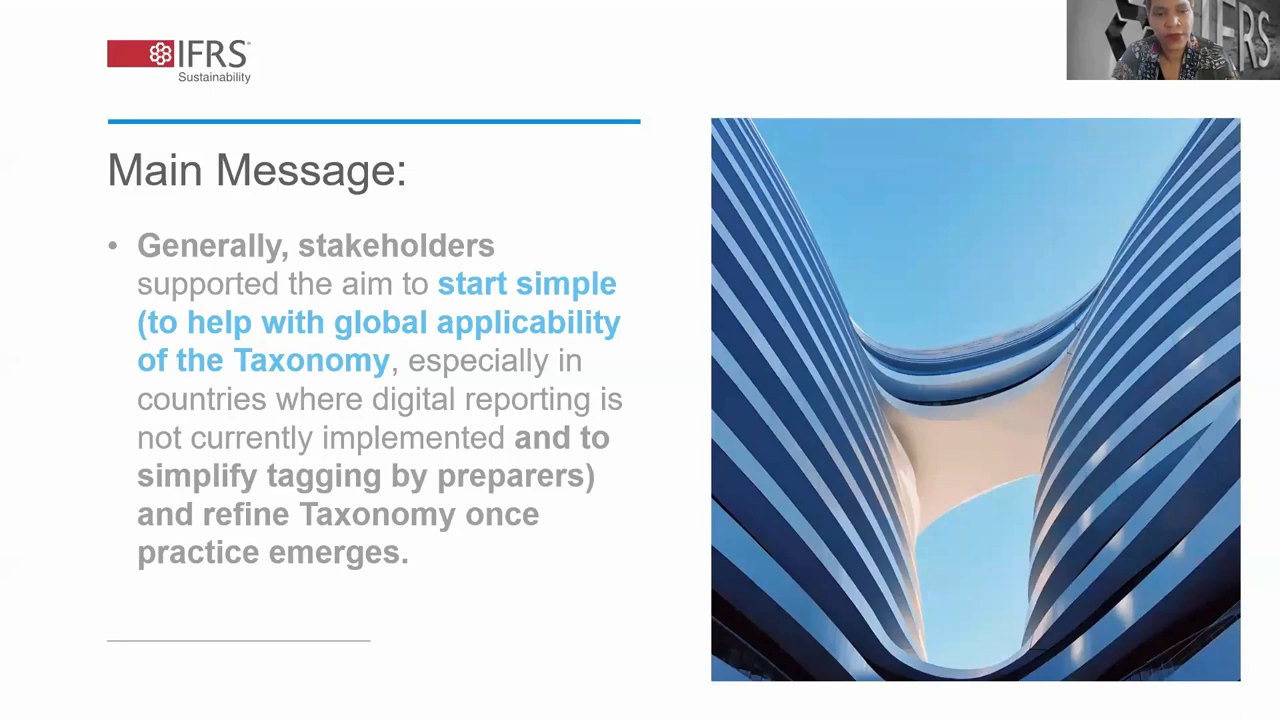 IFRS®
Sustainability
IFRS
Main Message:
• Generally, stakeholders
supported the aim to start simple
(to help with global applicability
of the Taxonomy, especially in
countries where digital reporting is
not currently implemented and to
simplify tagging by preparers)
and refine Taxonomy once
practice emerges.